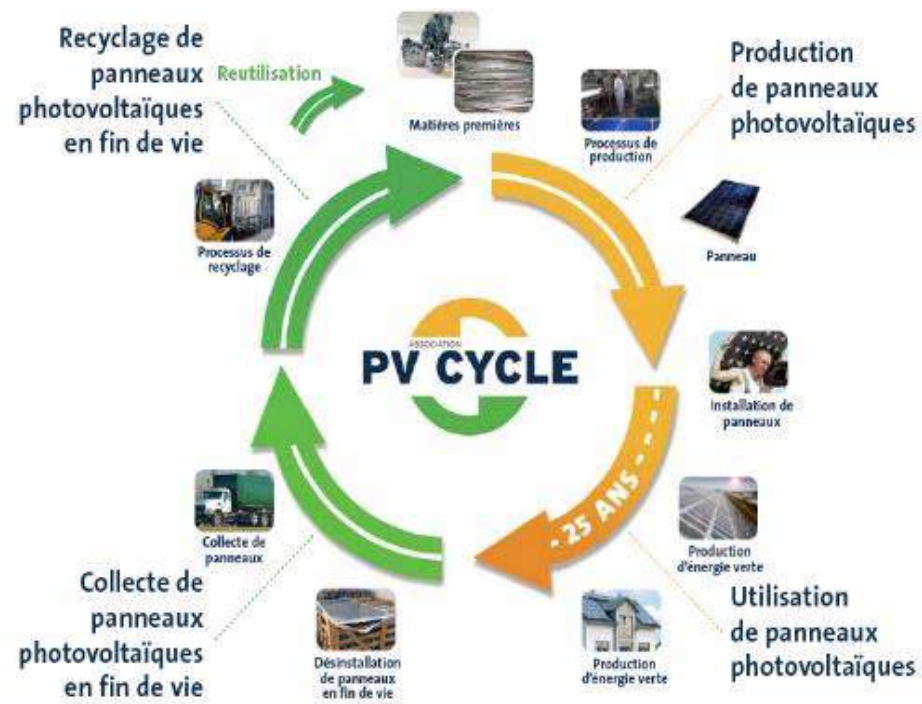 Recyclage de
panneaux
photovoltaïques
en fin de vie
Reutilisation
Matières premières
Processus de
production
Production
de panneaux
photovoltaïques
Panneau
Processus de
recyclage
ASSOCIATION
PV CYCLE
Installation de
panneaux
- 25 ANS -
Production
d'énergie verte
Utilisation
de panneaux
photovoltaïques
Production
d'énergie verte
Désinstallation
de panneaux
en fin de vie
Collecte de
panneaux
Collecte de
panneaux
photovoltaïques
en fin de vie